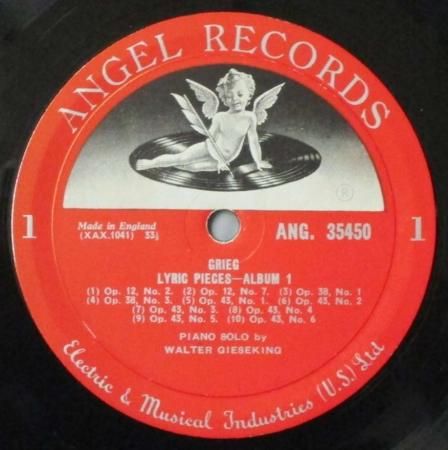 ANGEL RECORDS
®
1
1
Made in England
(XAX.1041) 33⅓
ANG. 35450
GRIEG
LYRIC PIECES—ALBUM 1
(1) Op. 12, No. 2. (2) Op. 12, No. 7. (3) Op. 38, No. 1
(4) Op. 38, No. 3. (5) Op. 43, No. 1. (6) Op. 43, No. 2
(7) Op. 43, No. 3. (8) Op. 43, No. 4
(9) Op. 43, No. 5. (10) Op. 43, No. 6
PIANO SOLO by
WALTER GIESEKING
Electric & Musical Industries (U.S.) Ltd